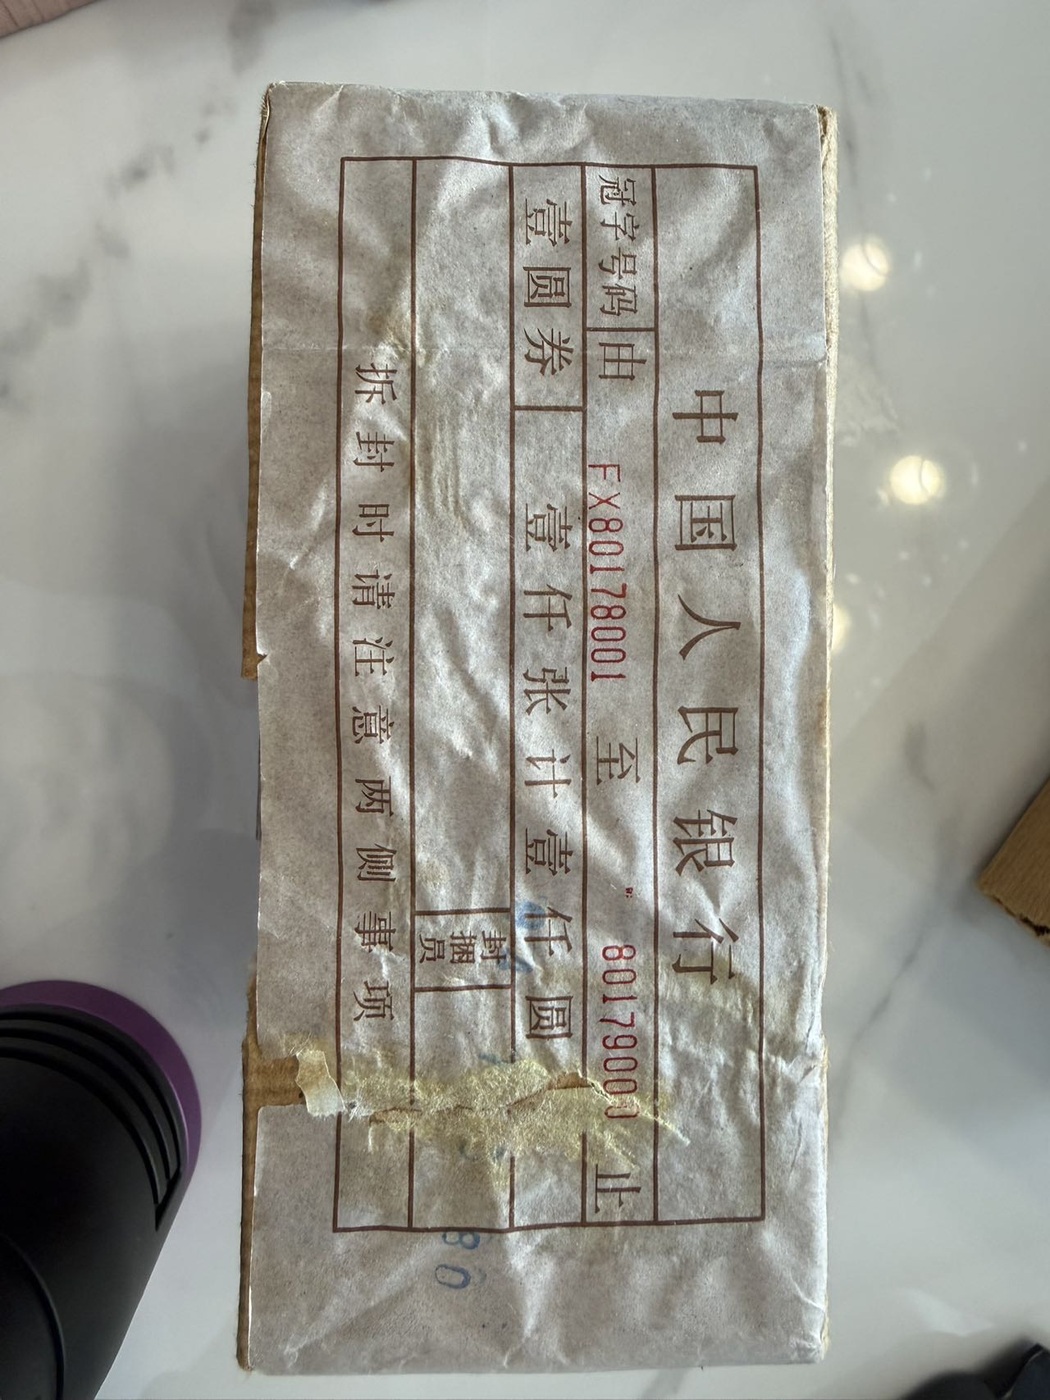 中国人民银行
冠字号码 由 FX80178001 至 〃 80179000 止
壹圆券 壹仟张计壹仟圆
封捆员
拆封时请注意两侧事项
80